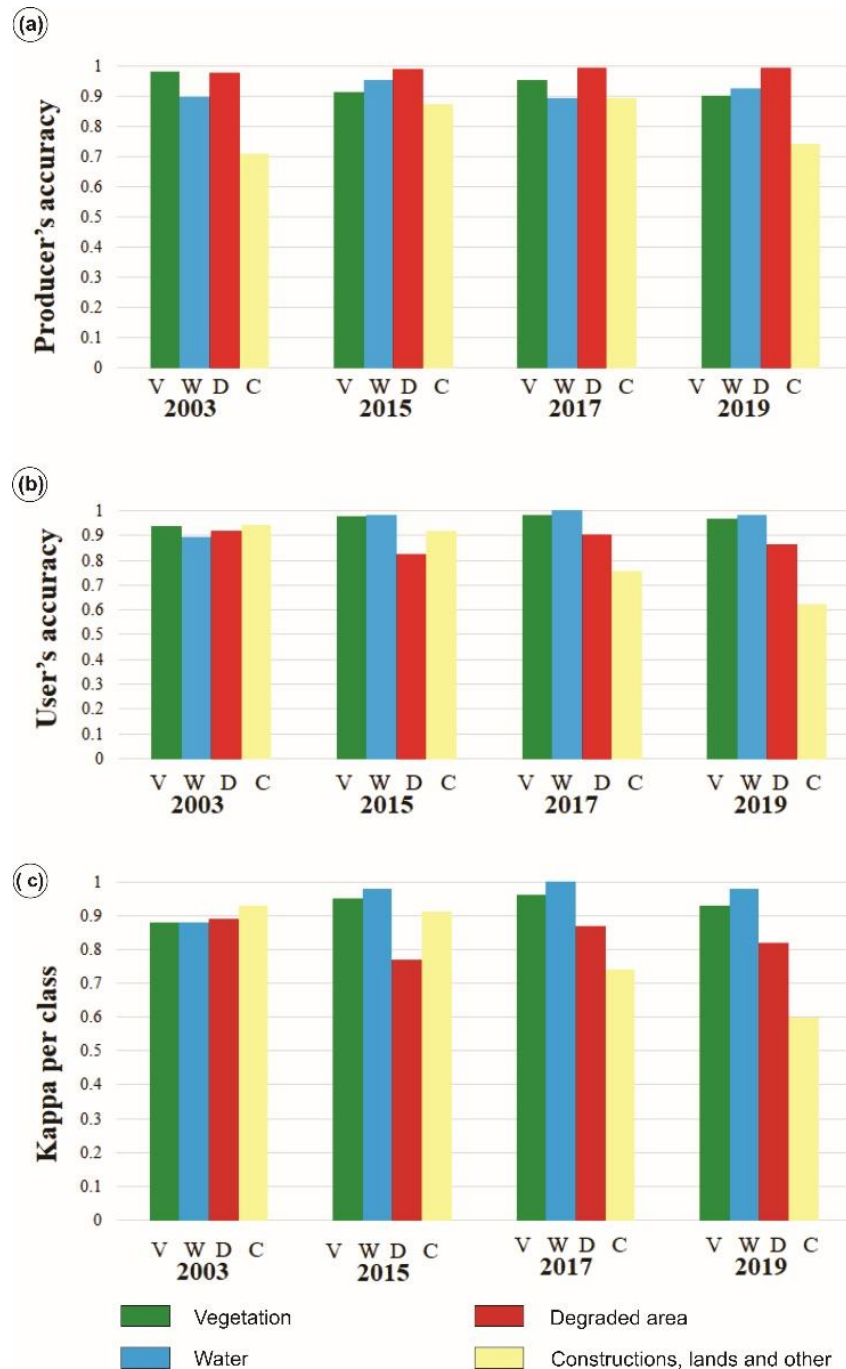 (a)
Producer's accuracy
1
0.9
0.8
0.7
0.6
0.5
0.4
0.3
0.2
0.1
0
V W D C V W D C V W D C V W D C
2003 2015 2017 2019
(b)
User's accuracy
1
0.9
0.8
0.7
0.6
0.5
0.4
0.3
0.2
0.1
0
V W D C V W D C V W D C V W D C
2003 2015 2017 2019
( c)
Kappa per class
1
0.9
0.8
0.7
0.6
0.5
0.4
0.3
0.2
0.1
0
V W D C V W D C V W D C V W D C
2003 2015 2017 2019
Vegetation Degraded area
Water Constructions, lands and other